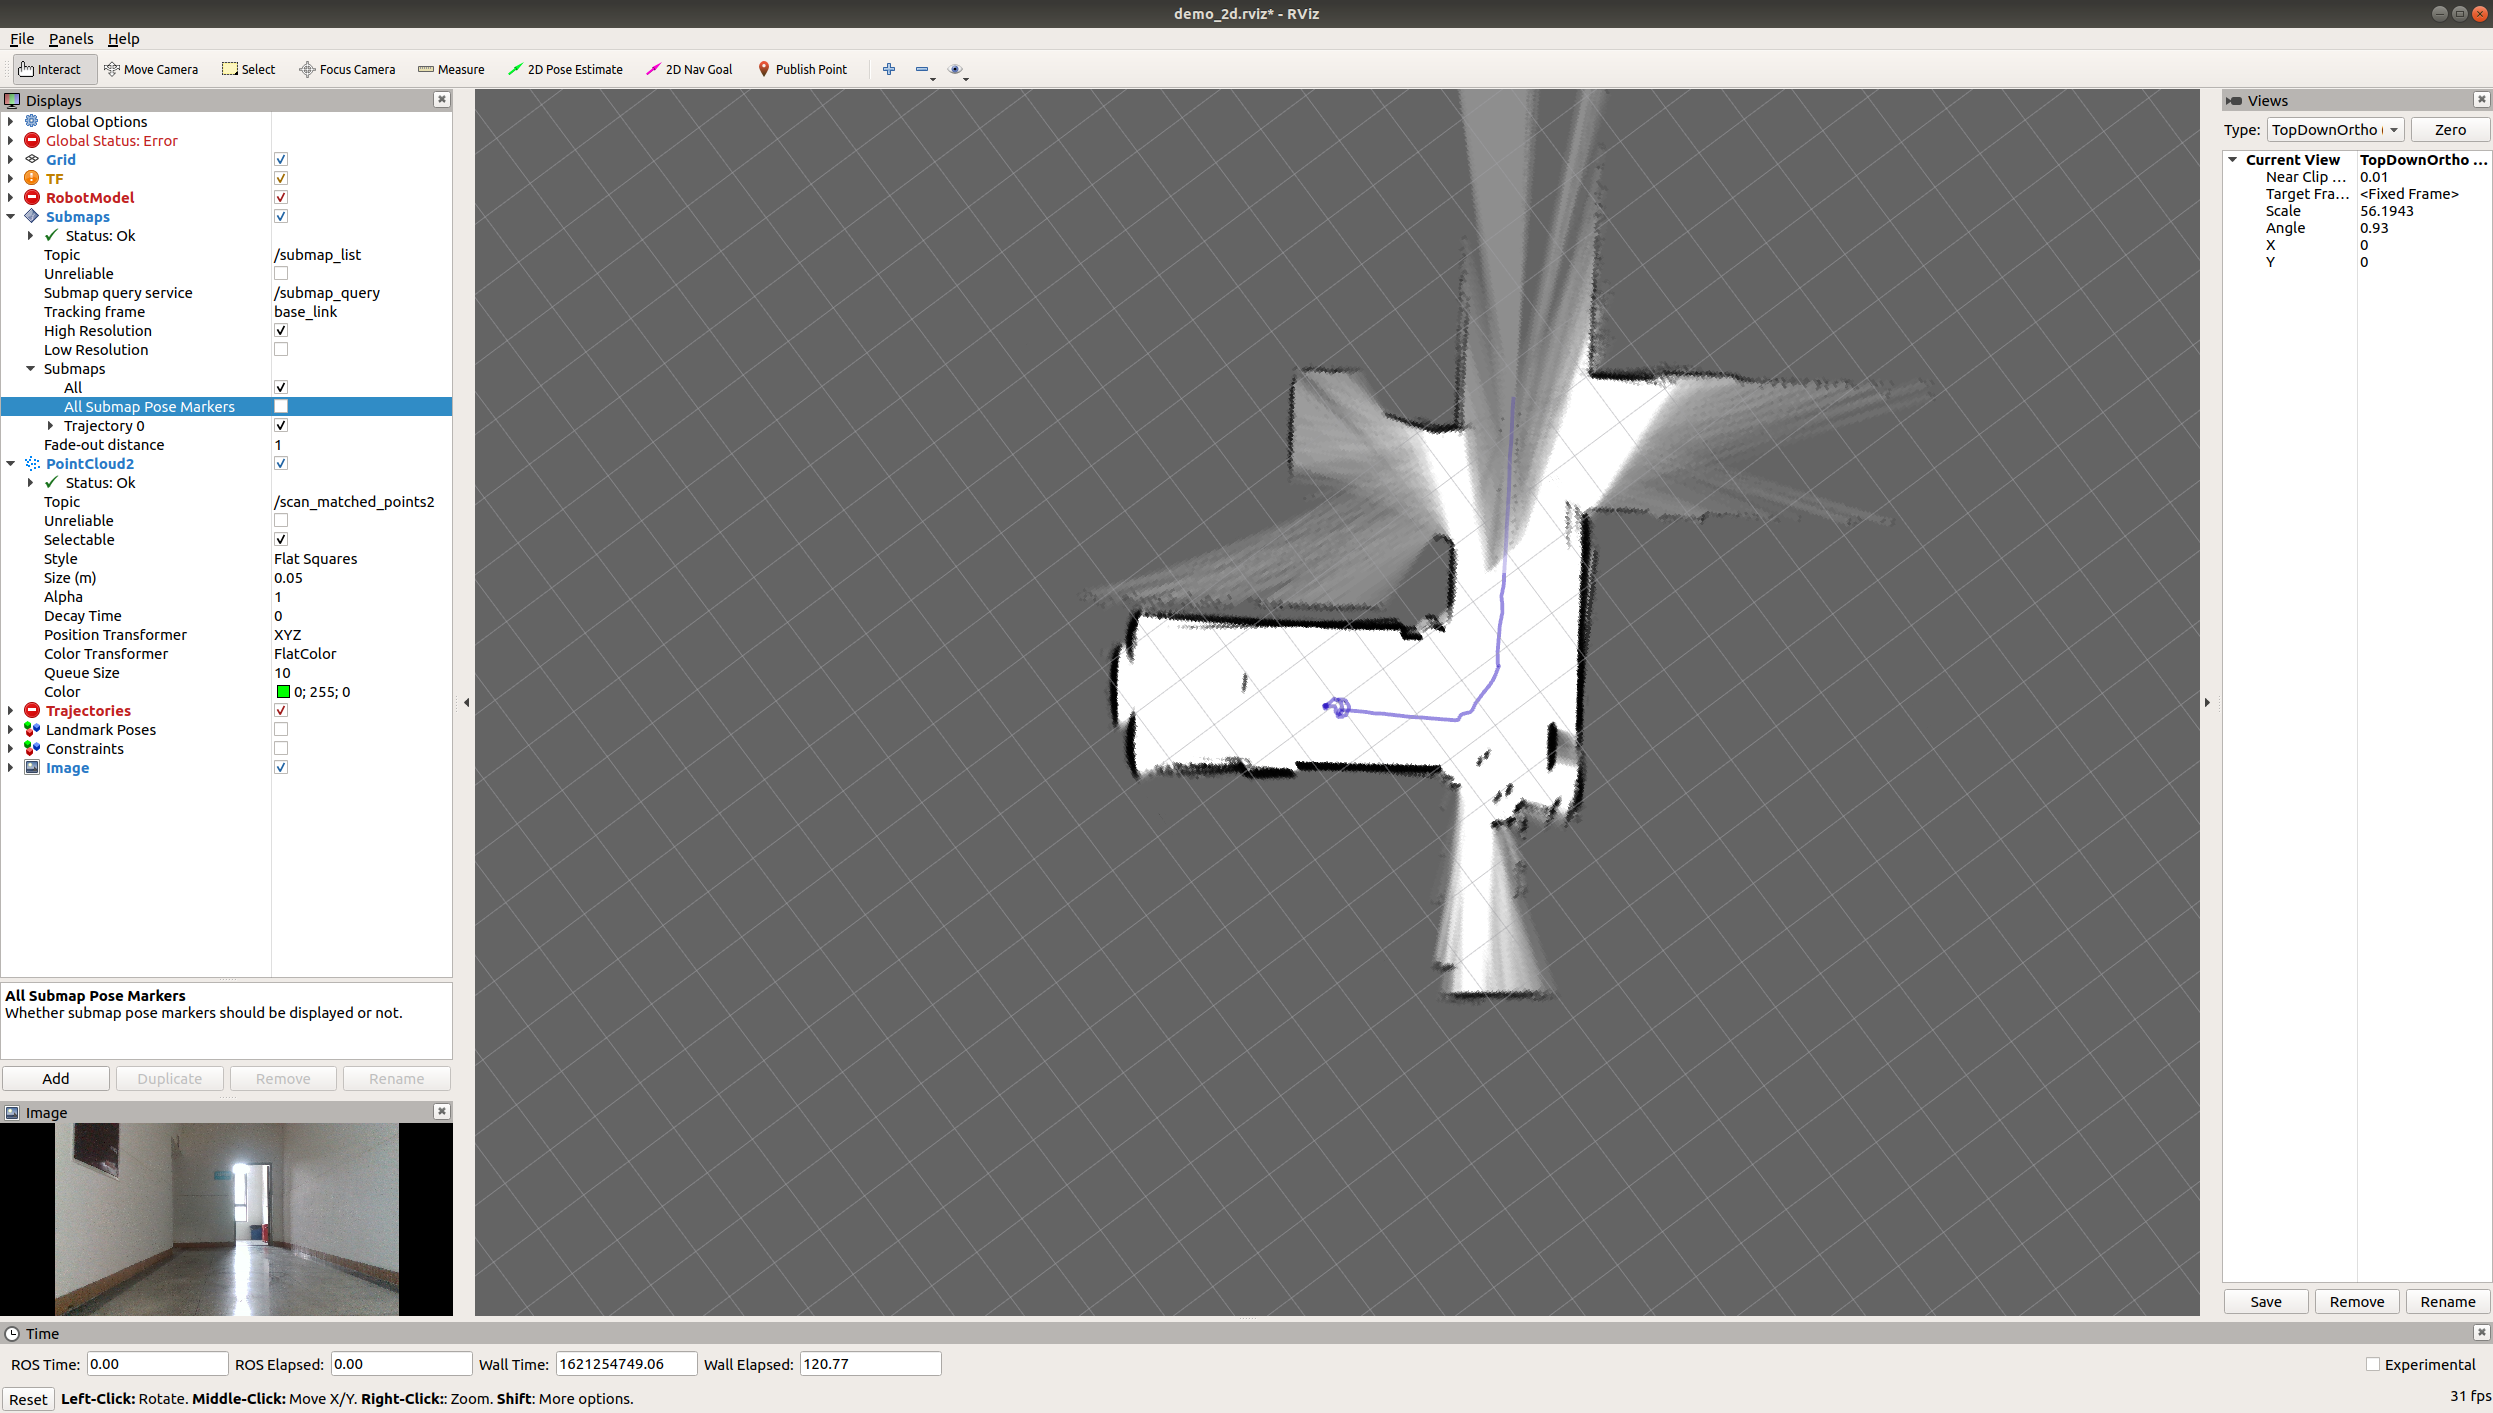 demo_2d.rviz* - RViz
File Panels Help
Interact Move Camera Select Focus Camera Measure 2D Pose Estimate 2D Nav Goal Publish Point
Displays
Global Options
Global Status: Error
Grid
TF
RobotModel
Submaps
Status: Ok
Topic /submap_list
Unreliable
Submap query service /submap_query
Tracking frame base_link
High Resolution
Low Resolution
Submaps
All
All Submap Pose Markers
Trajectory 0
Fade-out distance 1
PointCloud2
Status: Ok
Topic /scan_matched_points2
Unreliable
Selectable
Style Flat Squares
Size (m) 0.05
Alpha 1
Decay Time 0
Position Transformer XYZ
Color Transformer FlatColor
Queue Size 10
Color 0; 255; 0
Trajectories
Landmark Poses
Constraints
Image
All Submap Pose Markers
Whether submap pose markers should be displayed or not.
Add Duplicate Remove Rename
Image
Views
Type: TopDownOrtho ( Zero
Current View TopDownOrtho ...
Near Clip ... 0.01
Target Fra... <Fixed Frame>
Scale 56.1943
Angle 0.93
X 0
Y 0
Save Remove Rename
Time
ROS Time: 0.00 ROS Elapsed: 0.00 Wall Time: 1621254749.06 Wall Elapsed: 120.77 Experimental
Reset Left-Click: Rotate. Middle-Click: Move X/Y. Right-Click:: Zoom. Shift: More options. 31 fps